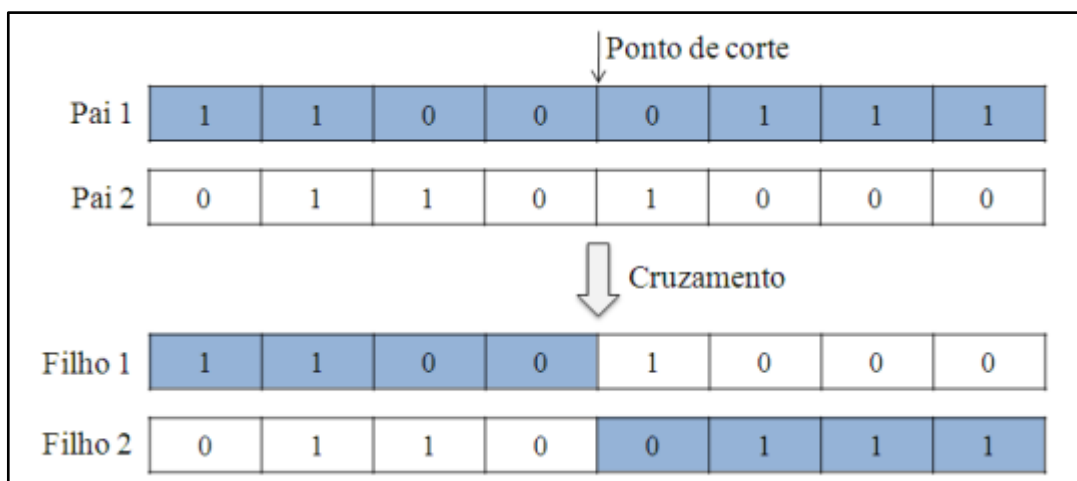 Ponto de corte
Pai 1 1 1 0 0 0 1 1 1
Pai 2 0 1 1 0 1 0 0 0
Cruzamento
Filho 1 1 1 0 0 1 0 0 0
Filho 2 0 1 1 0 0 1 1 1